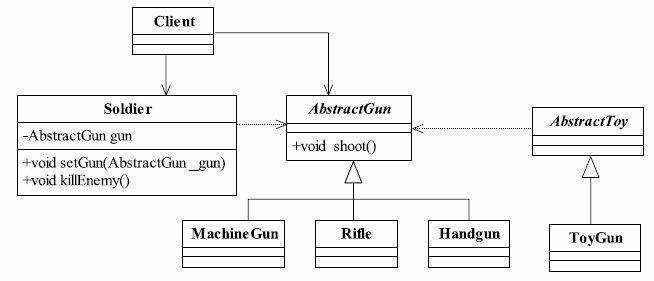 Client
Soldier
-AbstractGun gun
+void setGun(AbstractGun _gun)
+void killEnemy()
AbstractGun
+void shoot()
AbstractToy
MachineGun
Rifle
Handgun
ToyGun